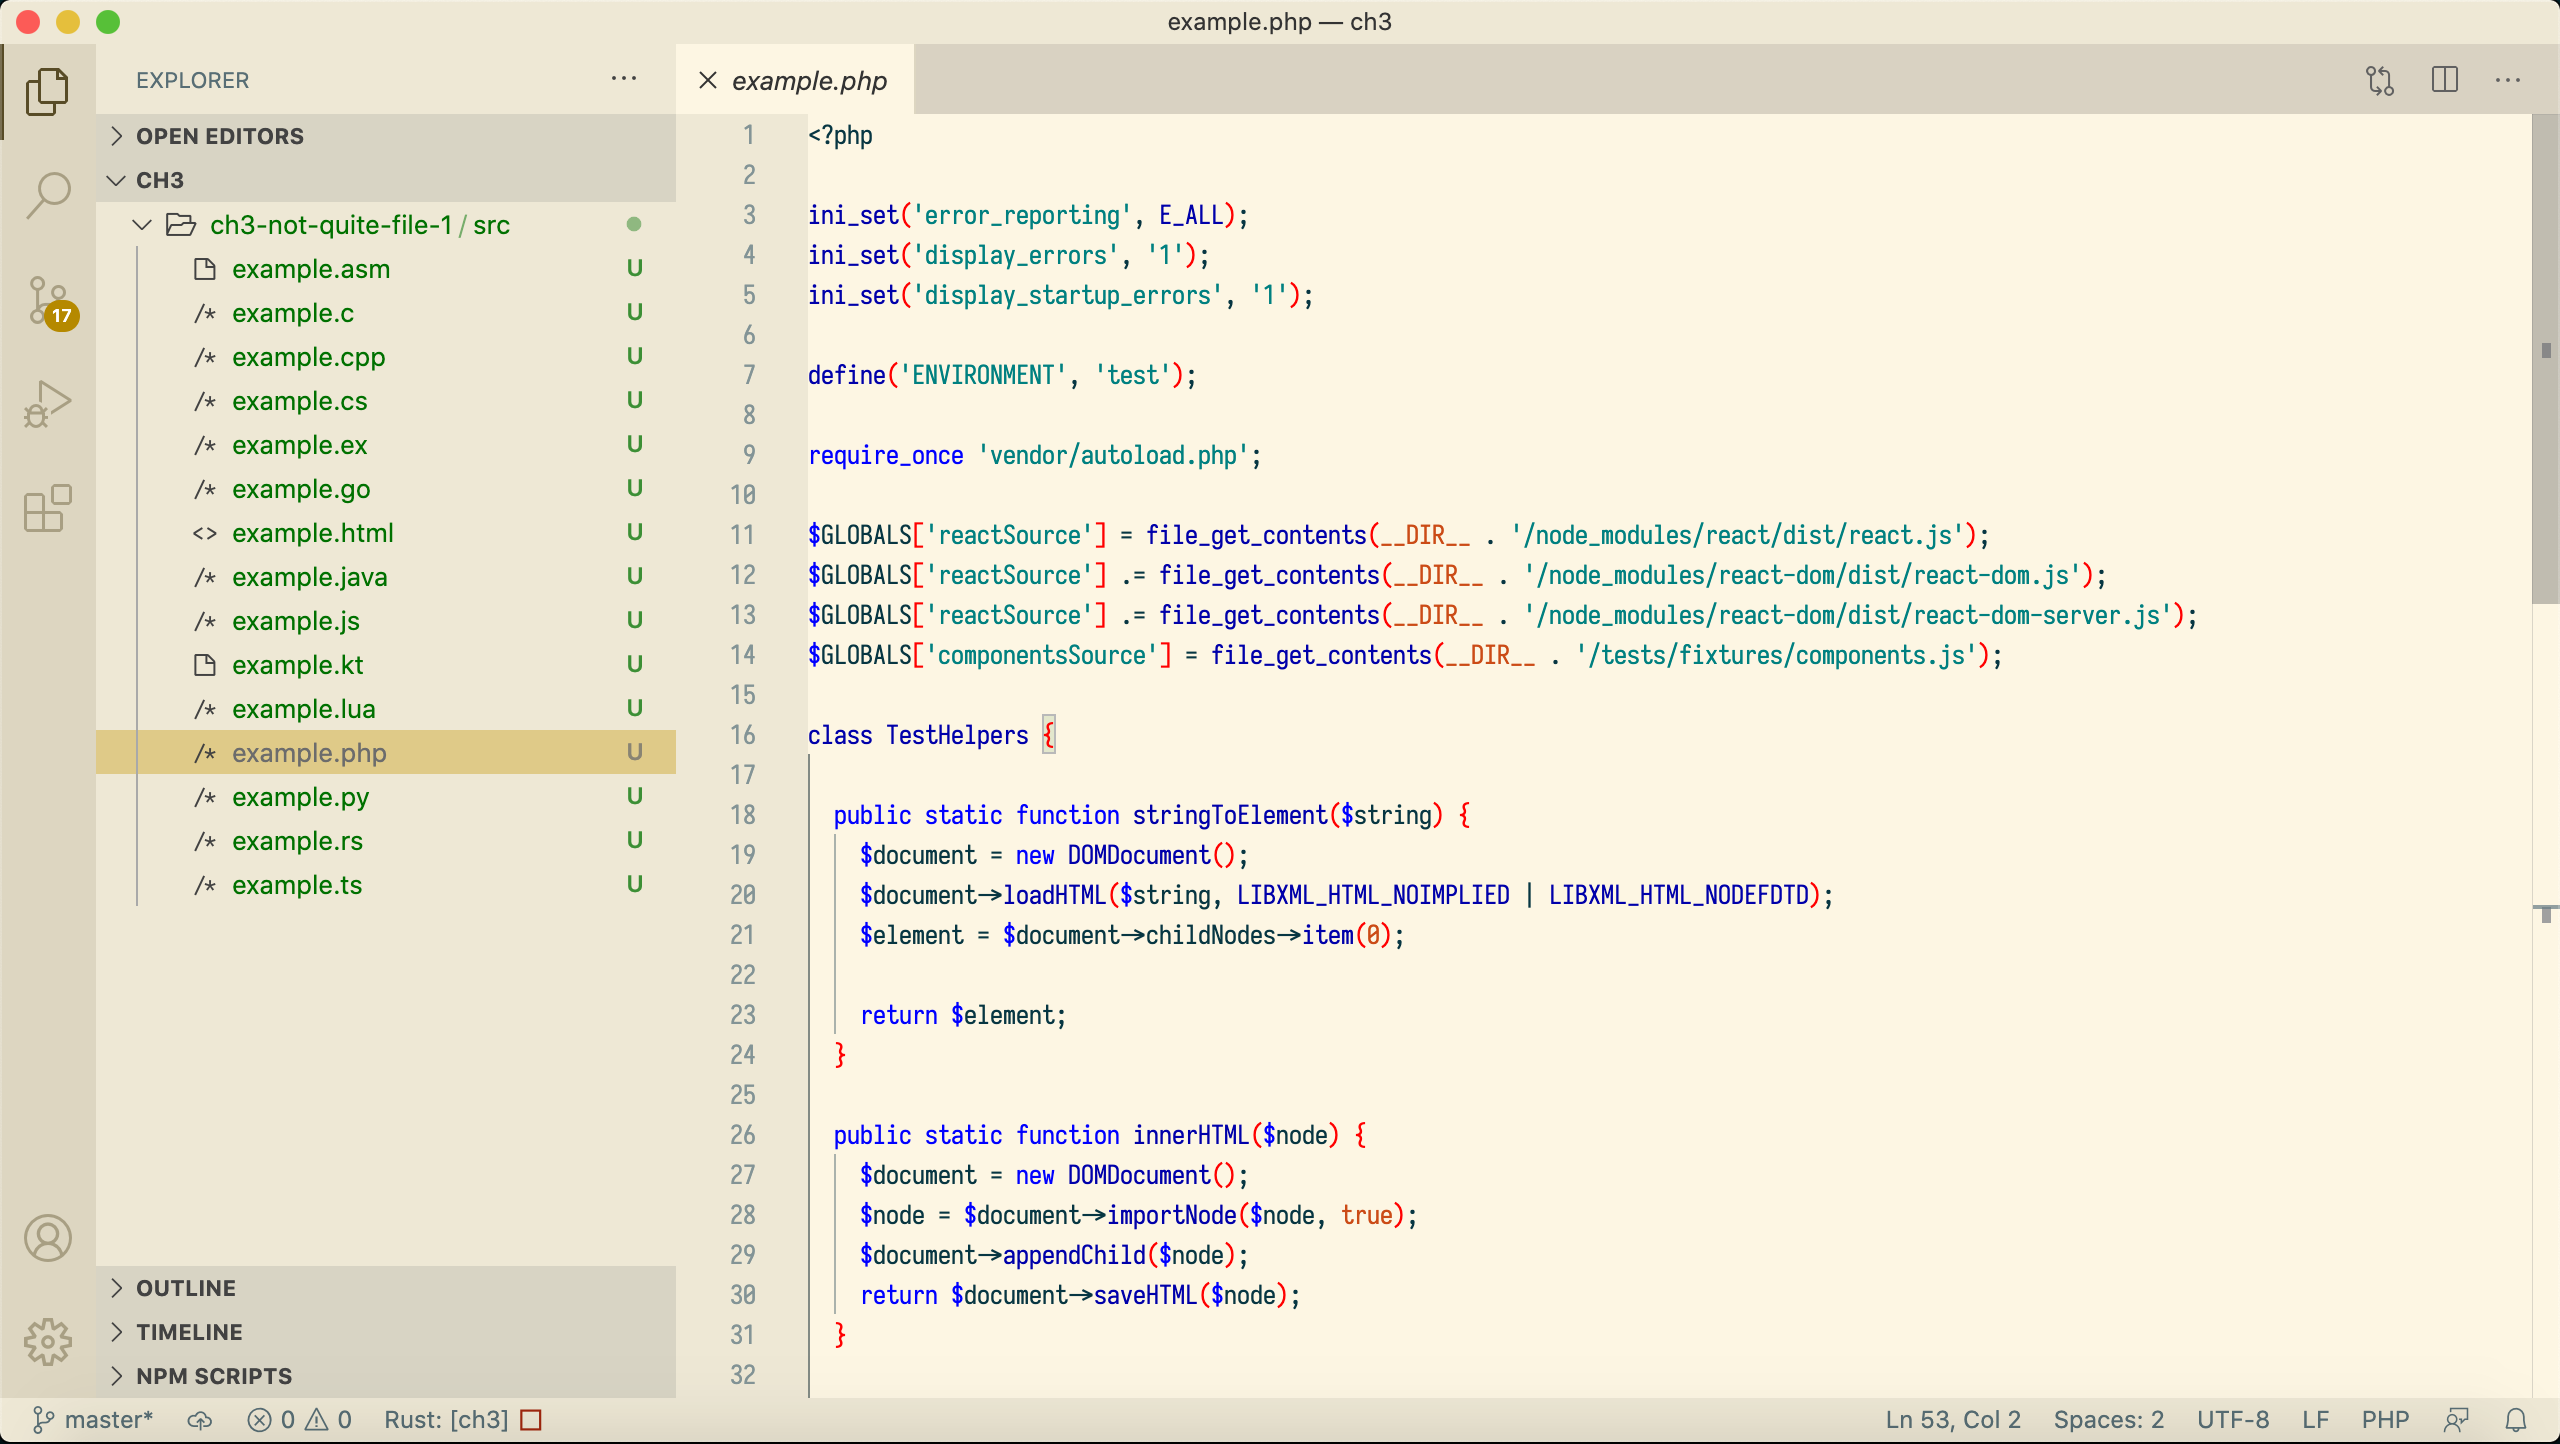 example.php — ch3
EXPLORER
OPEN EDITORS
CH3
ch3-not-quite-file-1 / src
example.asm U
/* example.c U
/* example.cpp U
/* example.cs U
/* example.ex U
/* example.go U
<> example.html U
/* example.java U
/* example.js U
example.kt U
/* example.lua U
/* example.php U
/* example.py U
/* example.rs U
/* example.ts U
17
OUTLINE
TIMELINE
NPM SCRIPTS
example.php
1 <?php
2
3 ini_set('error_reporting', E_ALL);
4 ini_set('display_errors', '1');
5 ini_set('display_startup_errors', '1');
6
7 define('ENVIRONMENT', 'test');
8
9 require_once 'vendor/autoload.php';
10
11 $GLOBALS['reactSource'] = file_get_contents(__DIR__ . '/node_modules/react/dist/react.js');
12 $GLOBALS['reactSource'] .= file_get_contents(__DIR__ . '/node_modules/react-dom/dist/react-dom.js');
13 $GLOBALS['reactSource'] .= file_get_contents(__DIR__ . '/node_modules/react-dom/dist/react-dom-server.js');
14 $GLOBALS['componentsSource'] = file_get_contents(__DIR__ . '/tests/fixtures/components.js');
15
16 class TestHelpers {
17
18   public static function stringToElement($string) {
19     $document = new DOMDocument();
20     $document->loadHTML($string, LIBXML_HTML_NOIMPLIED | LIBXML_HTML_NODEFDTD);
21     $element = $document->childNodes->item(0);
22
23     return $element;
24   }
25
26   public static function innerHTML($node) {
27     $document = new DOMDocument();
28     $node = $document->importNode($node, true);
29     $document->appendChild($node);
30     return $document->saveHTML($node);
31   }
32
master* 0 0 Rust: [ch3] Ln 53, Col 2 Spaces: 2 UTF-8 LF PHP